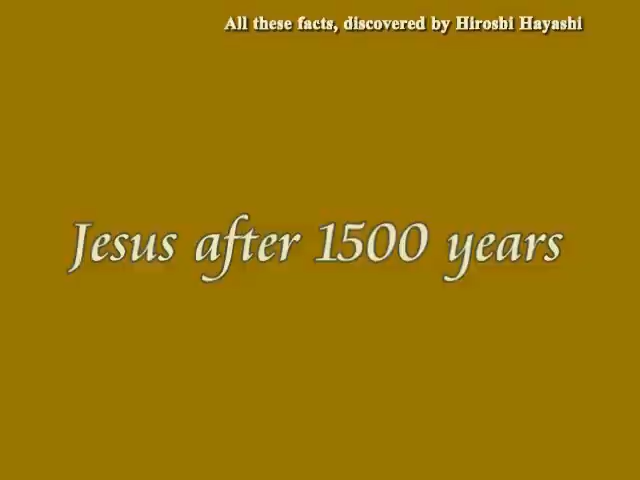 All these facts, discovered by Hiroshi Hayashi
Jesus after 1500 years